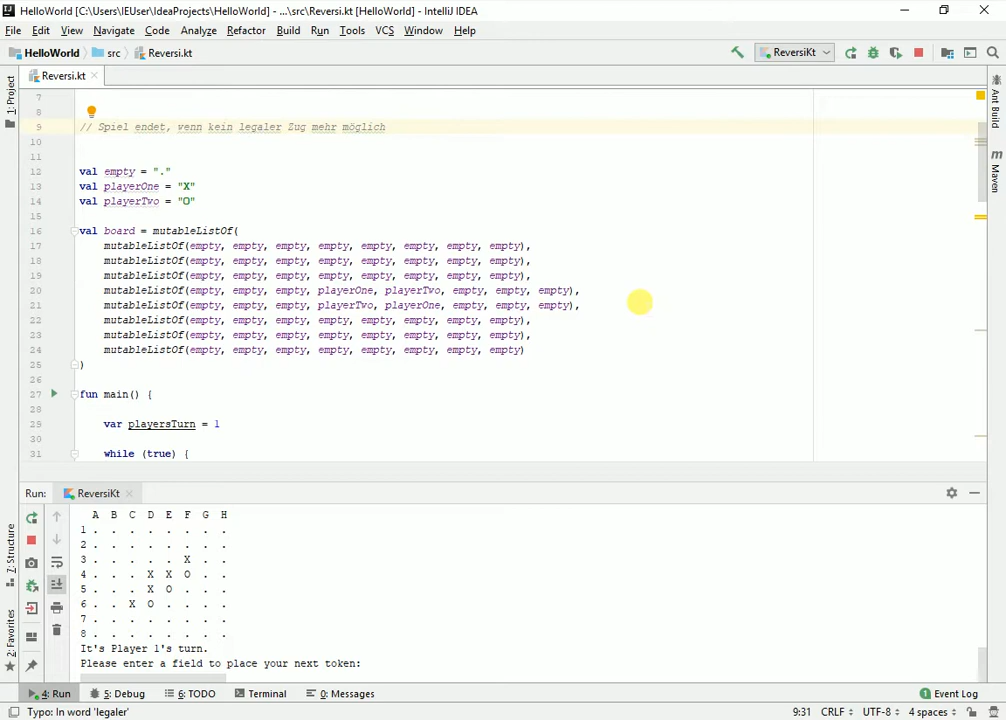 HelloWorld [C:\Users\IEUser\IdeaProjects\HelloWorld] - ...\src\Reversi.kt [HelloWorld] - IntelliJ IDEA
File Edit View Navigate Code Analyze Refactor Build Run Tools VCS Window Help
HelloWorld src Reversi.kt ReversiKt
Reversi.kt
1: Project
Ant Build
Maven
7
8
9 // Spiel endet, wenn kein legaler Zug mehr möglich
10
11
12 val empty = "."
13 val playerOne = "X"
14 val playerTwo = "O"
15
16 val board = mutableListOf(
17 mutableListOf(empty, empty, empty, empty, empty, empty, empty, empty),
18 mutableListOf(empty, empty, empty, empty, empty, empty, empty, empty),
19 mutableListOf(empty, empty, empty, empty, empty, empty, empty, empty),
20 mutableListOf(empty, empty, empty, playerOne, playerTwo, empty, empty, empty),
21 mutableListOf(empty, empty, empty, playerTwo, playerOne, empty, empty, empty),
22 mutableListOf(empty, empty, empty, empty, empty, empty, empty, empty),
23 mutableListOf(empty, empty, empty, empty, empty, empty, empty, empty),
24 mutableListOf(empty, empty, empty, empty, empty, empty, empty, empty)
25 )
26
27 fun main() {
28
29 var playersTurn = 1
30
31 while (true) {
Run: ReversiKt
7: Structure
2: Favorites
A B C D E F G H
1 . . . . . . . .
2 . . . . . . . .
3 . . . . . X . .
4 . . . X X O . .
5 . . . X O . . .
6 . . X O . . . .
7 . . . . . . . .
8 . . . . . . . .
It's Player 1's turn.
Please enter a field to place your next token:
4: Run 5: Debug 6: TODO Terminal 0: Messages Event Log
Typo: In word 'legaler' 9:31 CRLF UTF-8 4 spaces